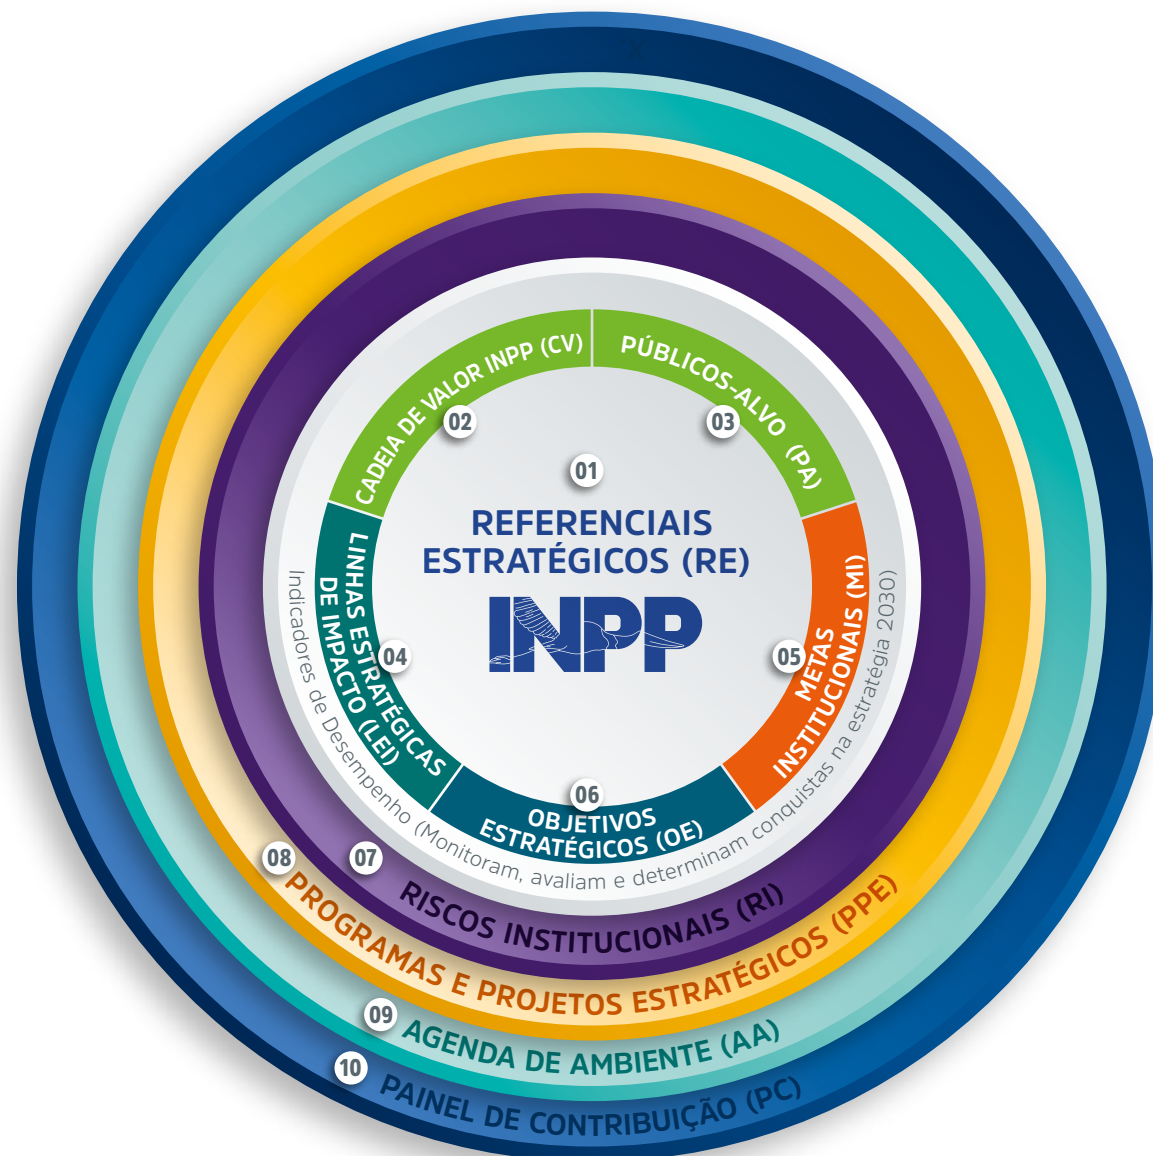 01
REFERENCIAIS
ESTRATÉGICOS (RE)
INPP
02
CADEIA DE VALOR INPP (CV)
03
PÚBLICOS-ALVO (PA)
04
LINHAS ESTRATÉGICAS
DE IMPACTO (LEI)
05
METAS
INSTITUCIONAIS (MI)
06
OBJETIVOS
ESTRATÉGICOS (OE)
Indicadores de Desempenho (Monitoram, avaliam e determinam conquistas na estratégia 2030)
07
RISCOS INSTITUCIONAIS (RI)
08
PROGRAMAS E PROJETOS ESTRATÉGICOS (PPE)
09
AGENDA DE AMBIENTE (AA)
10
PAINEL DE CONTRIBUIÇÃO (PC)